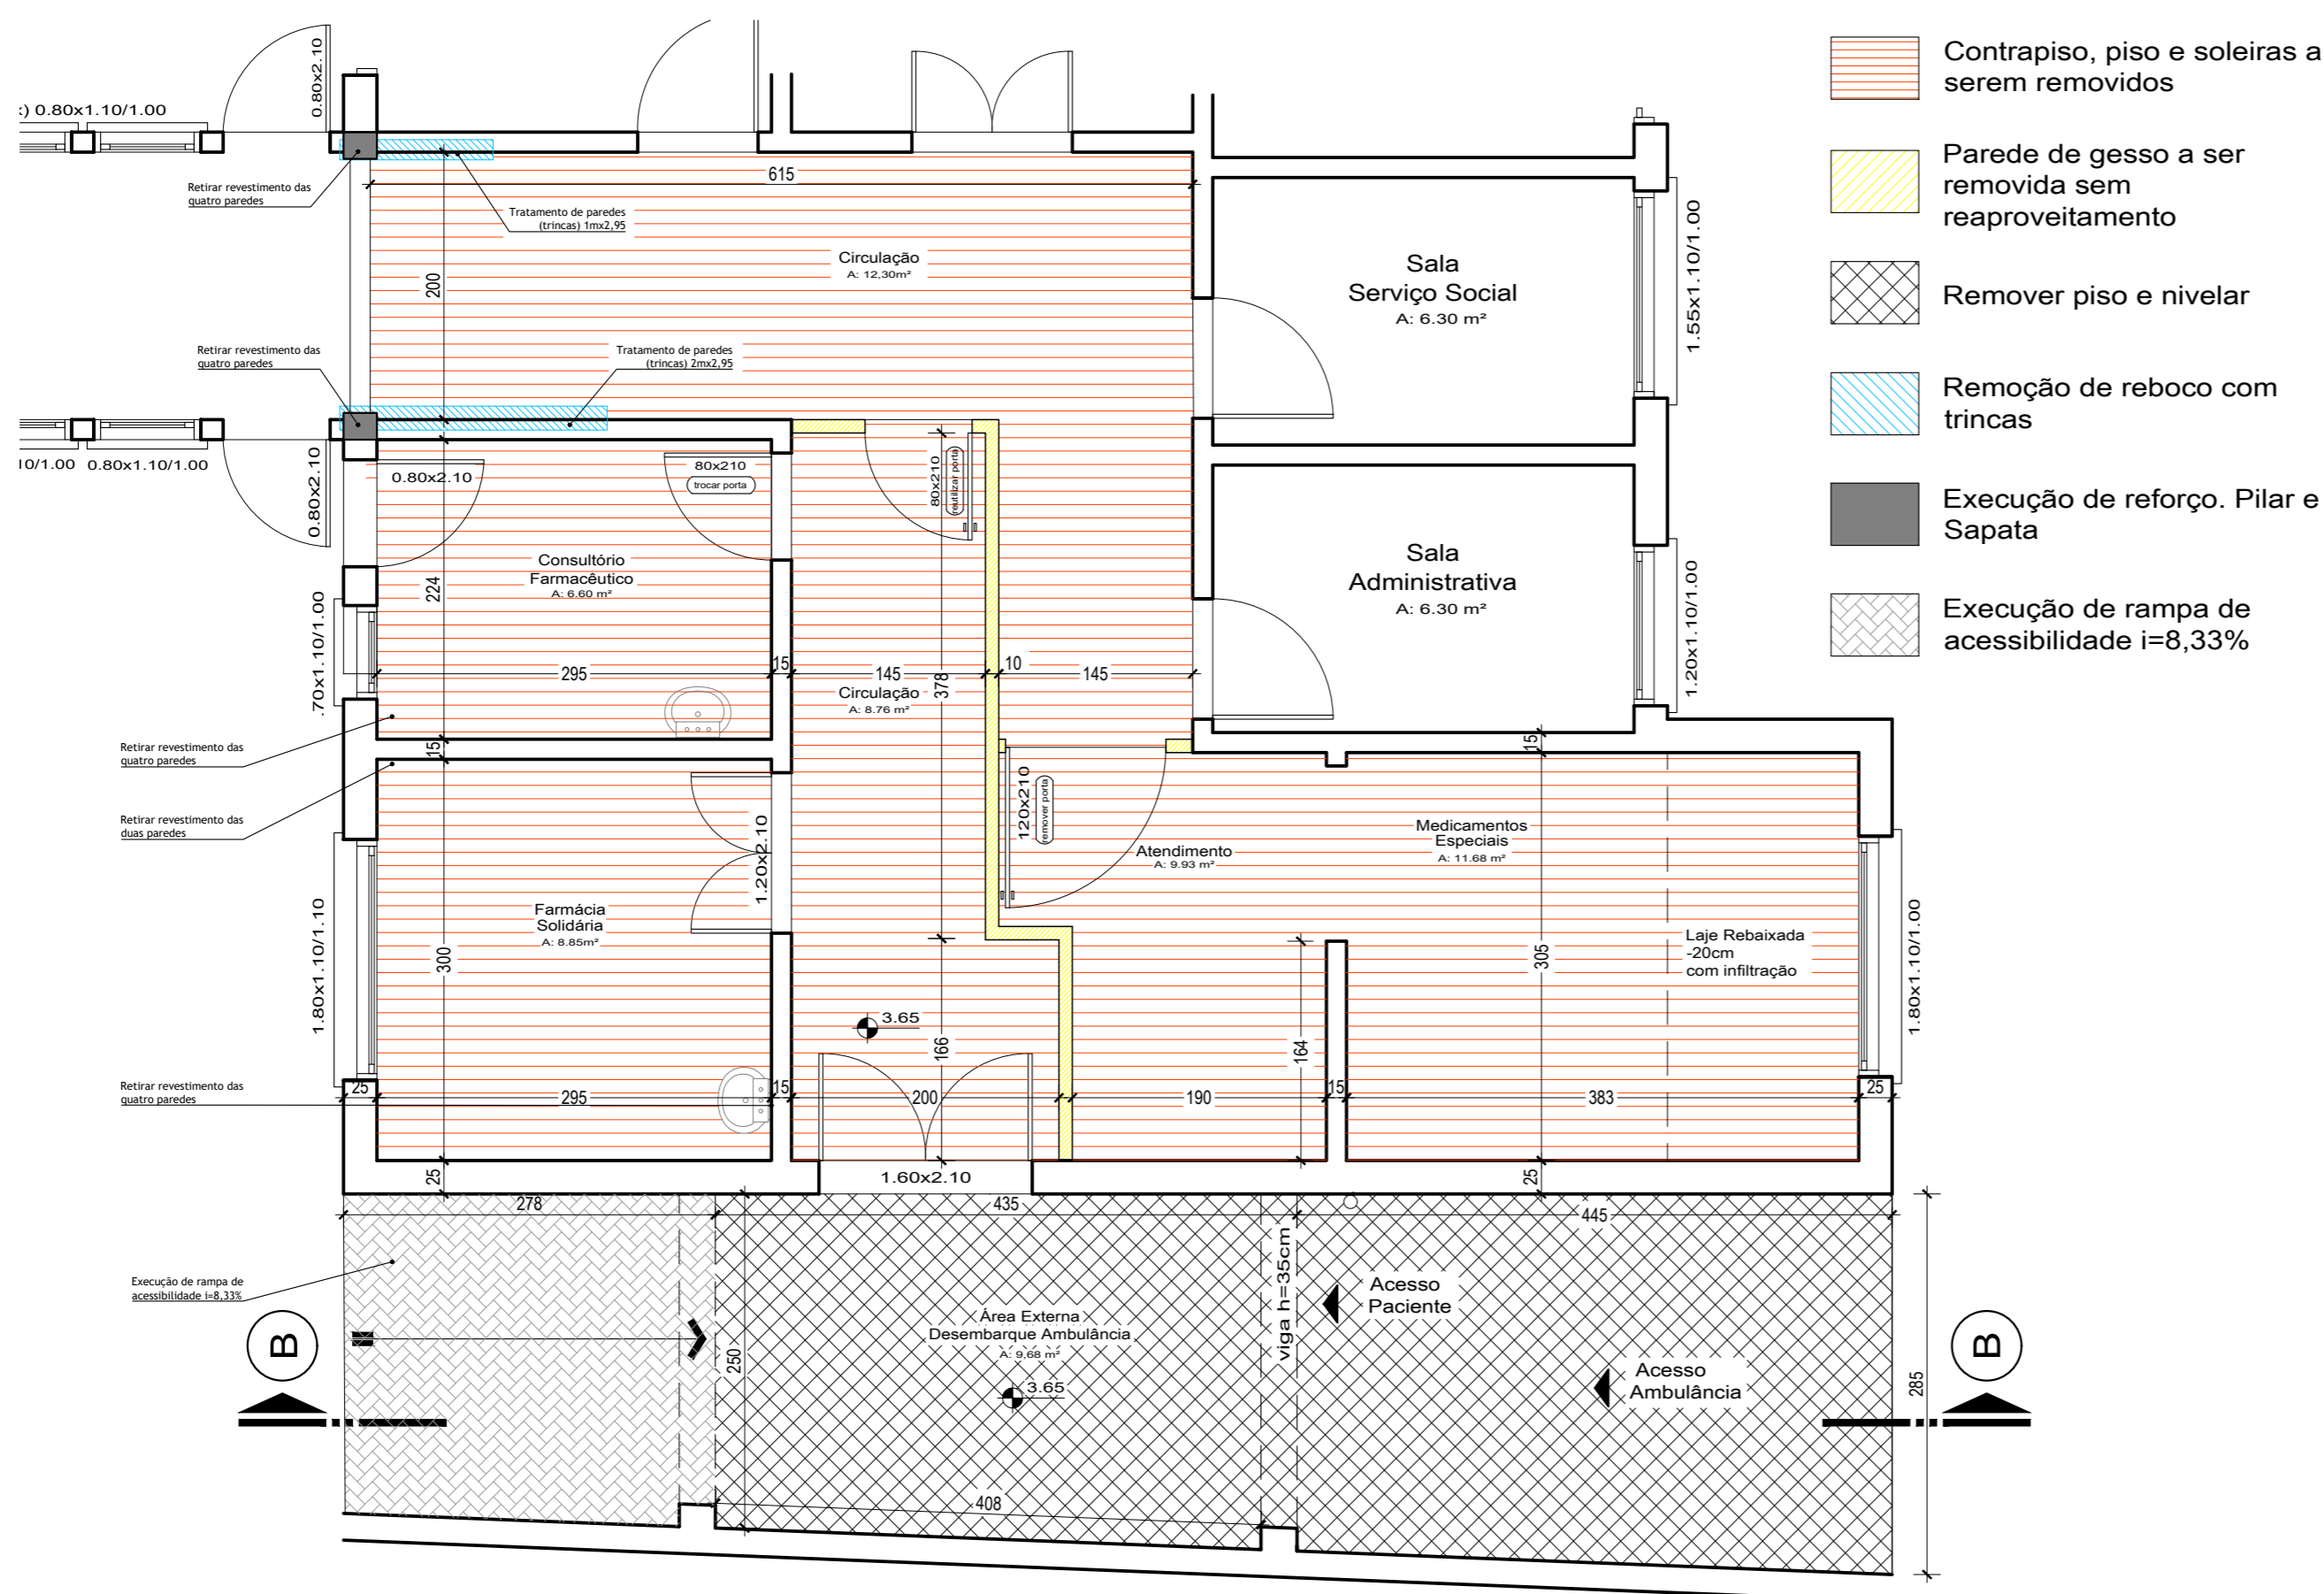 0.80x2.10
:) 0.80x1.10/1.00
Retirar revestimento das
quatro paredes
615
Tratamento de paredes
(trincas) 1mx2,95
Circulação
A: 12,30m²
200
Retirar revestimento das
quatro paredes
Tratamento de paredes
(trincas) 2mx2,95
Sala
Serviço Social
A: 6.30 m²
1.55x1.10/1.00
10/1.00
0.80x1.10/1.00
0.80x2.10
0.80x2.10
80x210
trocar porta
80x210
reutilizar porta
Consultório
Farmacêutico
A: 6.60 m²
224
Sala
Administrativa
A: 6.30 m²
1.20x1.10/1.00
.70x1.10/1.00
295
15
145
10
145
378
Circulação
A: 8.76 m²
Retirar revestimento das
quatro paredes
15
15
Retirar revestimento das
duas paredes
120x210
remover porta
1.20x2.10
Atendimento
A: 9.93 m²
Medicamentos
Especiais
A: 11.68 m²
Farmácia
Solidária
A: 8.85m²
300
305
Laje Rebaixada
-20cm
com infiltração
1.80x1.10/1.10
1.80x1.10/1.00
3.65
166
164
Retirar revestimento das
quatro paredes
25
295
15
200
190
15
383
25
25
1.60x2.10
25
278
435
445
viga h=35cm
Execução de rampa de
acessibilidade i=8,33%
Acesso
Paciente
Área Externa
Desembarque Ambulância
A: 9.68 m²
B
B
250
3.65
Acesso
Ambulância
285
408
Contrapiso, piso e soleiras a
serem removidos
Parede de gesso a ser
removida sem
reaproveitamento
Remover piso e nivelar
Remoção de reboco com
trincas
Execução de reforço. Pilar e
Sapata
Execução de rampa de
acessibilidade i=8,33%